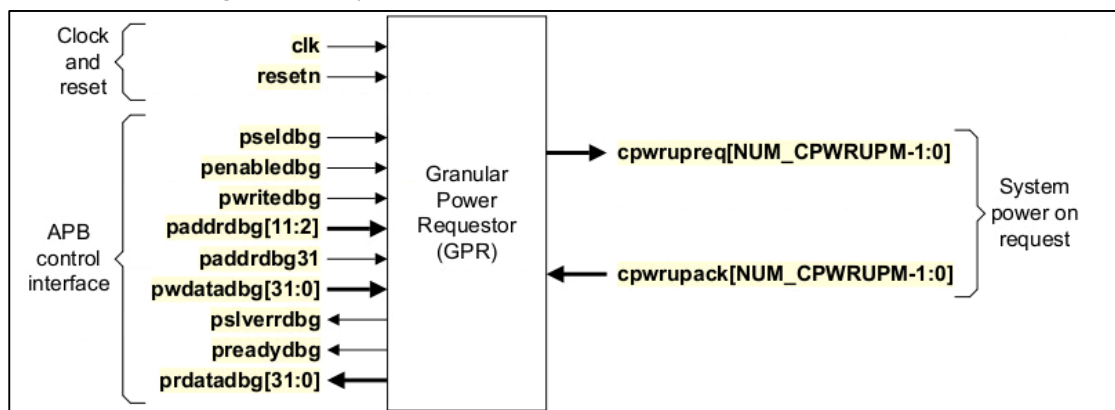 Clock
and
reset
clk
resetn
APB
control
interface
pseldbg
penabledbg
pwritedbg
paddrdbg[11:2]
paddrdbg31
pwdatadbg[31:0]
pslverrdbg
preadydbg
prdatadbg[31:0]
Granular
Power
Requestor
(GPR)
cpwrupreq[NUM_CPWRUPM-1:0]
cpwrupack[NUM_CPWRUPM-1:0]
System
power on
request